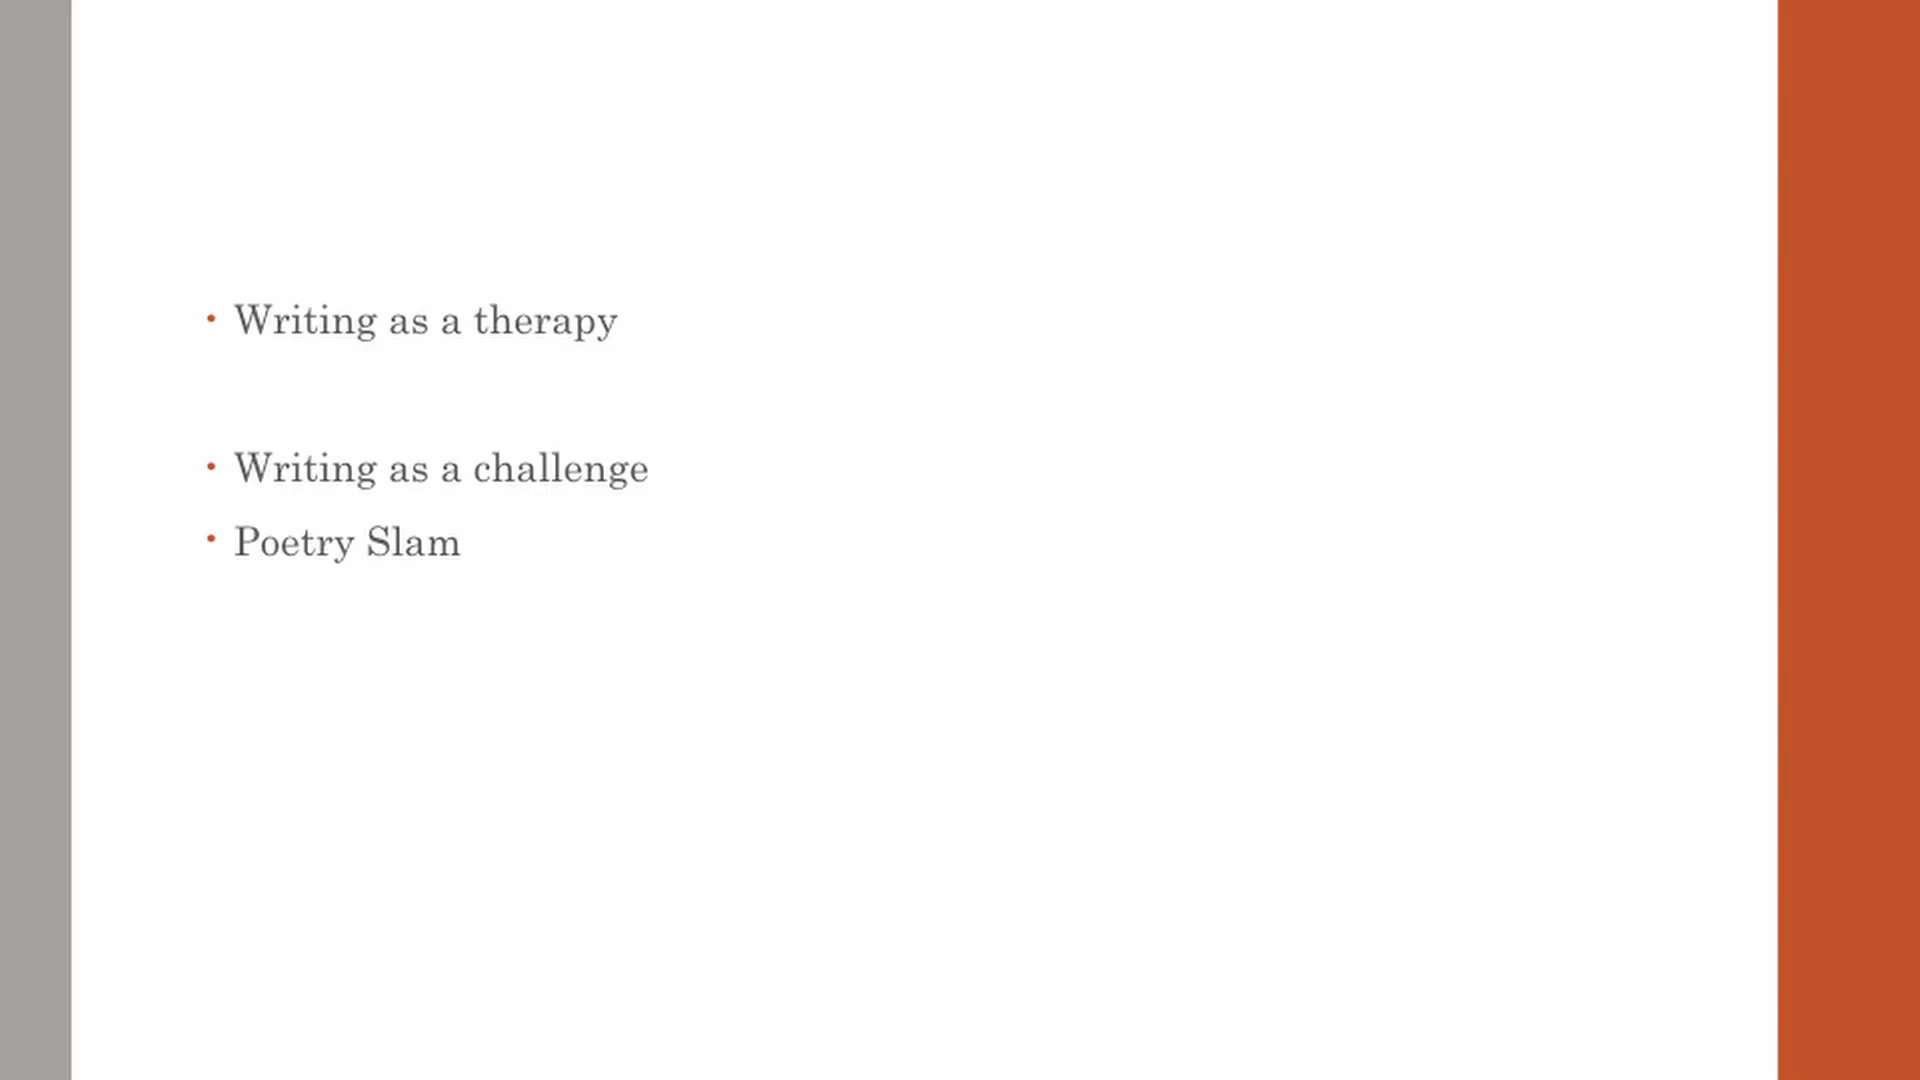 • Writing as a therapy
• Writing as a challenge
• Poetry Slam